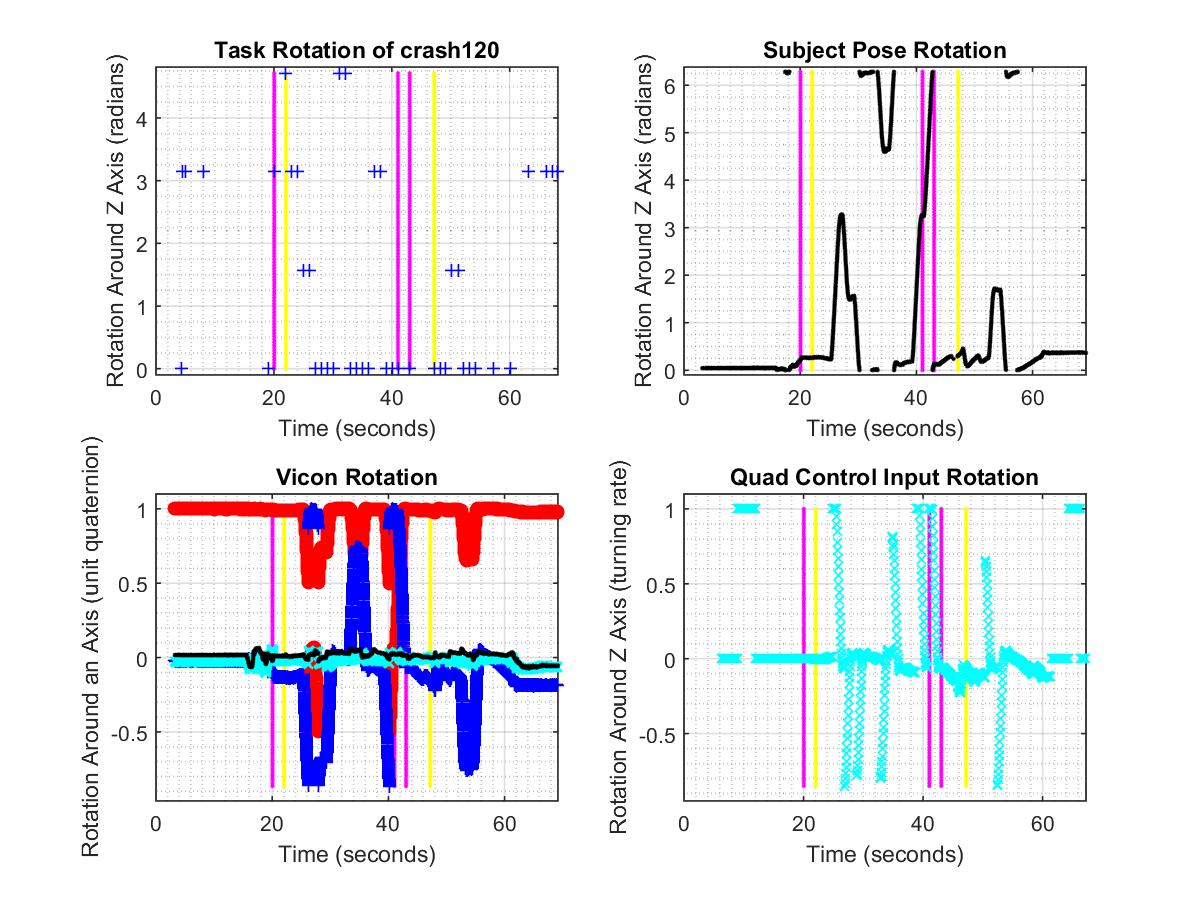 Task Rotation of crash120
Rotation Around Z Axis (radians)
4
3
2
1
0
0 20 40 60
Time (seconds)
Subject Pose Rotation
Rotation Around Z Axis (radians)
6
5
4
3
2
1
0
0 20 40 60
Time (seconds)
Vicon Rotation
Rotation Around an Axis (unit quaternion)
1
0.5
0
-0.5
0 20 40 60
Time (seconds)
Quad Control Input Rotation
Rotation Around Z Axis (turning rate)
1
0.5
0
-0.5
0 20 40 60
Time (seconds)